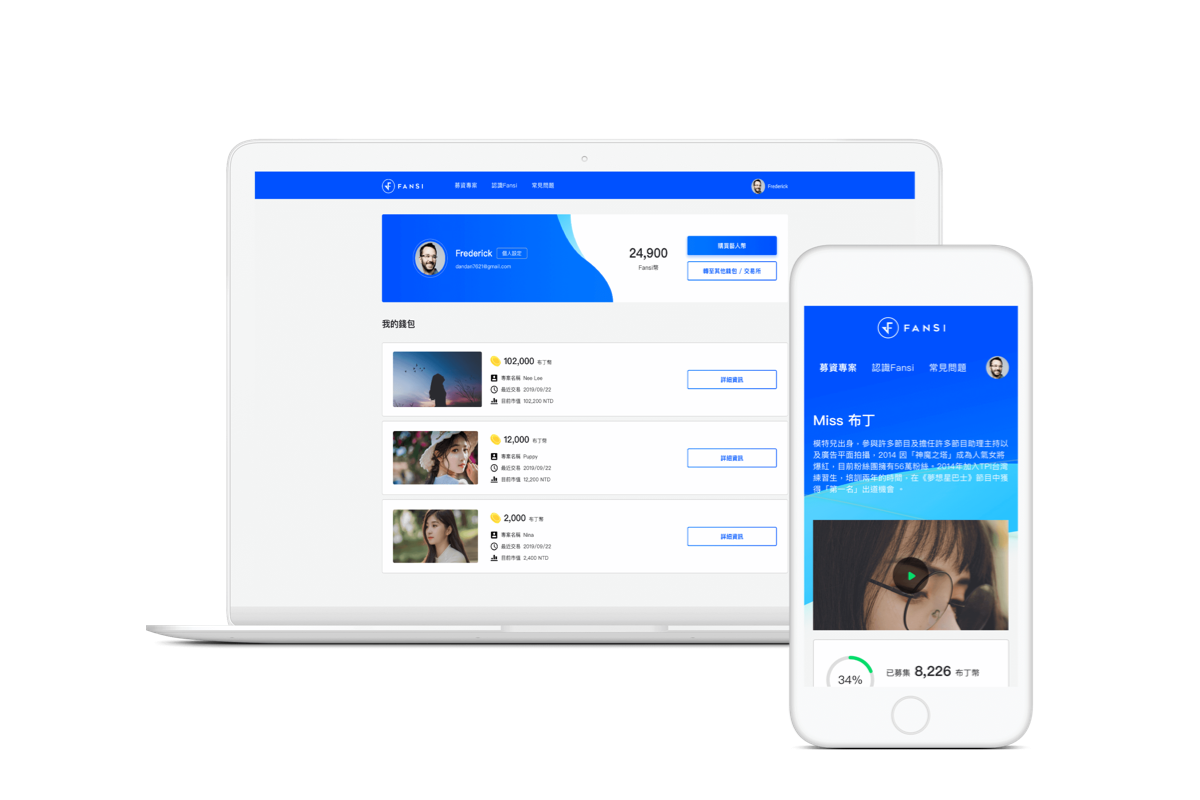 FANSI
募資專案
認識Fansi
常見問題
Frederick
Frederick
個人設定
dandan7621@gmail.com
24,900
Fansi幣
購買藝人幣
轉至其他錢包 / 交易所
我的錢包
102,000 布丁幣
專案名稱 Nee Lee
最近交易 2019/09/22
目前市值 102,200 NTD
詳細資訊
12,000 布丁幣
專案名稱 Puppy
最近交易 2019/09/22
目前市值 12,200 NTD
詳細資訊
2,000 布丁幣
專案名稱 Nina
最近交易 2019/09/22
目前市值 2,400 NTD
詳細資訊
FANSI
募資專案
認識Fansi
常見問題
Miss 布丁
模特兒出身，參與許多節目及擔任許多節目助理主持以
及廣告平面拍攝，2014 因「神魔之塔」成為人氣女將
爆紅，目前粉絲團擁有56萬粉絲。2014年加入TPI台灣
練習生，培訓兩年的時間，在《夢想星巴士》節目中獲
得「第一名」出道機會 。
34%
已募集 8,226 布丁幣